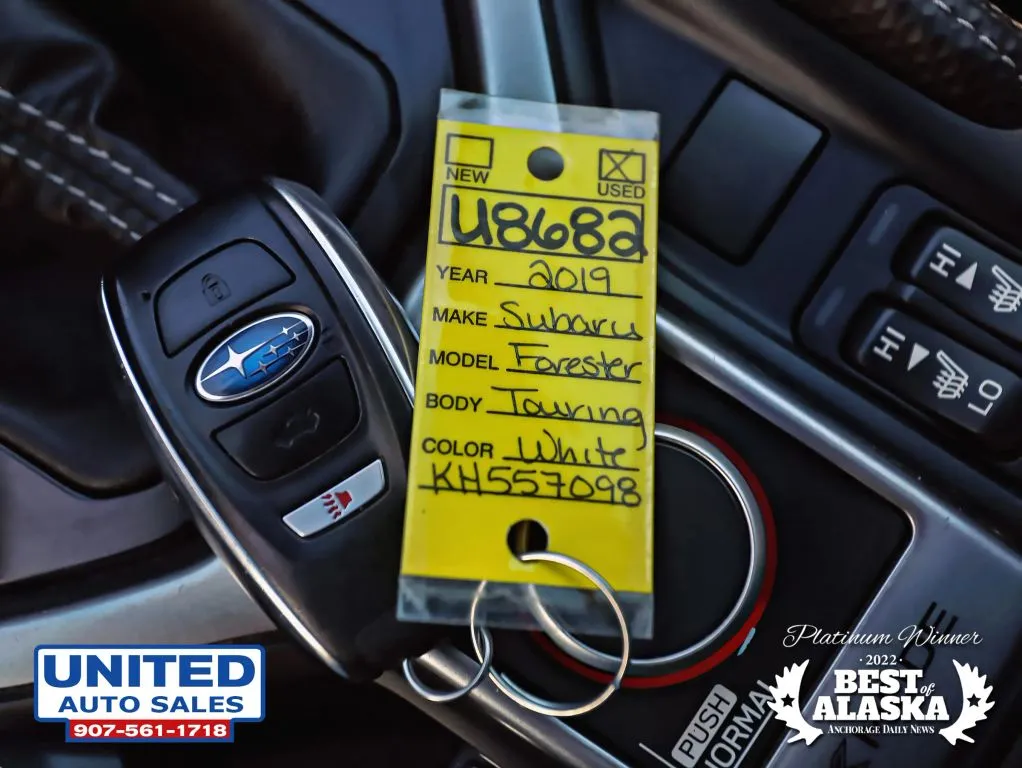 NEW
USED
U8682
YEAR 2019
MAKE Subaru
MODEL Forester
BODY Touring
COLOR White
KH557098
HI
HI
LO
PUSH
NORMAL
UNITED
AUTO SALES
907-561-1718
Platinum Winner
· 2022 ·
BEST of
ALASKA
ANCHORAGE DAILY NEWS